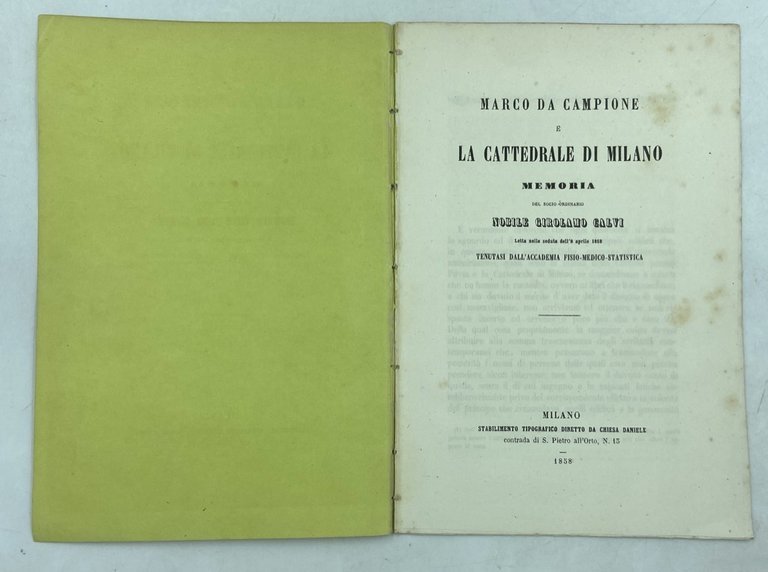 MARCO DA CAMPIONE
E
LA CATTEDRALE DI MILANO
MEMORIA
DEL SOCIO ORDINARIO
NOBILE GIROLAMO CALVI
Letta nella seduta dell'8 aprile 1858
TENUTASI DALL'ACCADEMIA FISIO-MEDICO-STATISTICA
MILANO
STABILIMENTO TIPOGRAFICO DIRETTO DA CHIESA DANIELE
contrada di S. Pietro all'Orto, N. 15
1858